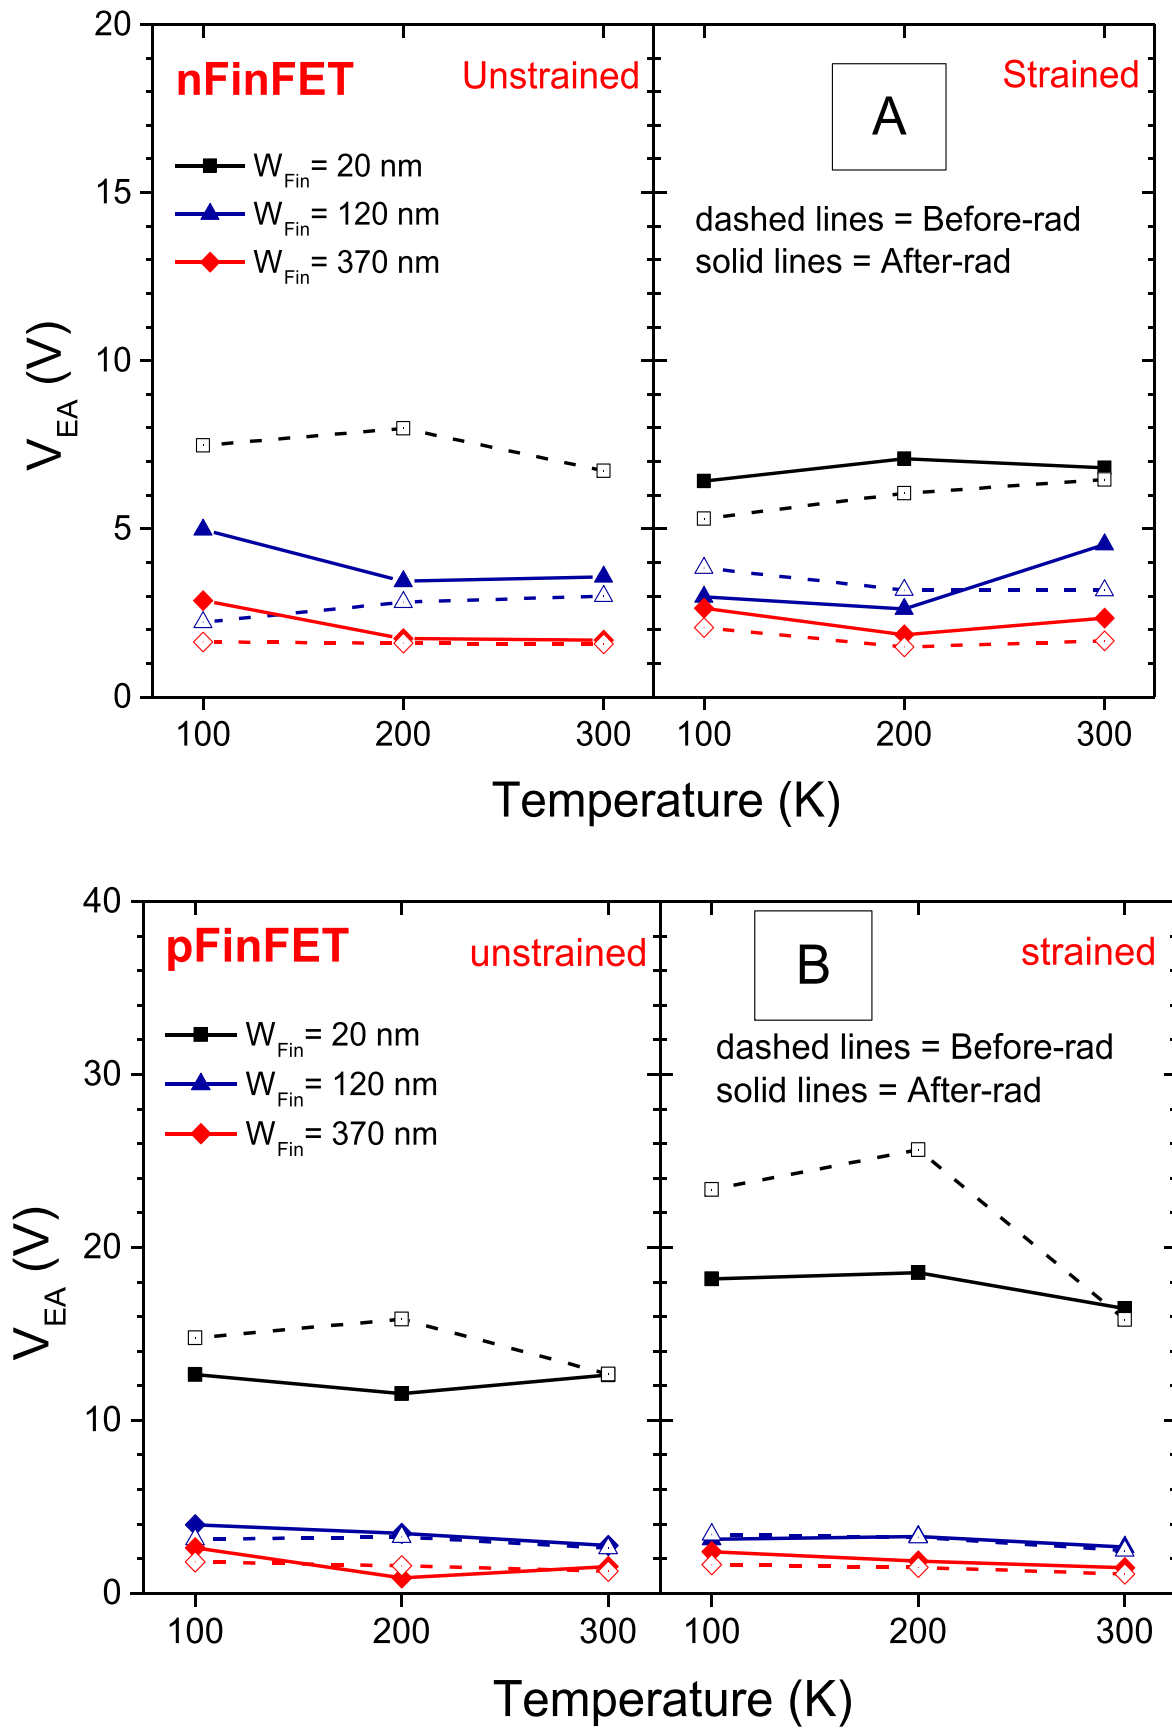 nFinFET Unstrained Strained
A
W_Fin= 20 nm
W_Fin= 120 nm
W_Fin= 370 nm
dashed lines = Before-rad
solid lines = After-rad
V_EA (V)
20
15
10
5
0
100 200 300 100 200 300
Temperature (K)
pFinFET unstrained strained
B
W_Fin= 20 nm
W_Fin= 120 nm
W_Fin= 370 nm
dashed lines = Before-rad
solid lines = After-rad
V_EA (V)
40
30
20
10
0
100 200 300 100 200 300
Temperature (K)